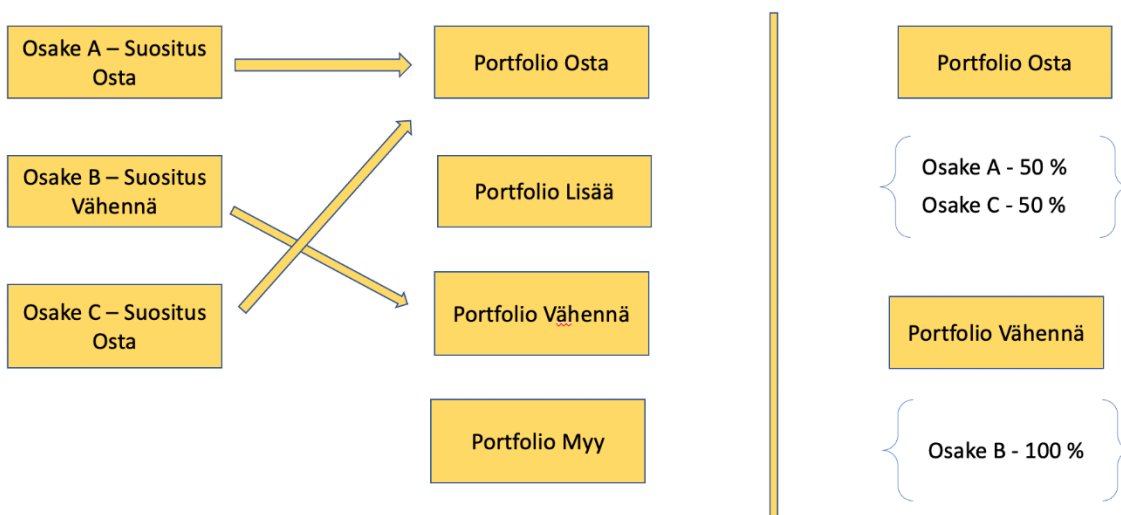 Osake A – Suositus
Osta
Osake B – Suositus
Vähennä
Osake C – Suositus
Osta
Portfolio Osta
Portfolio Lisää
Portfolio Vähennä
Portfolio Myy
Portfolio Osta
Osake A - 50 %
Osake C - 50 %
Portfolio Vähennä
Osake B - 100 %